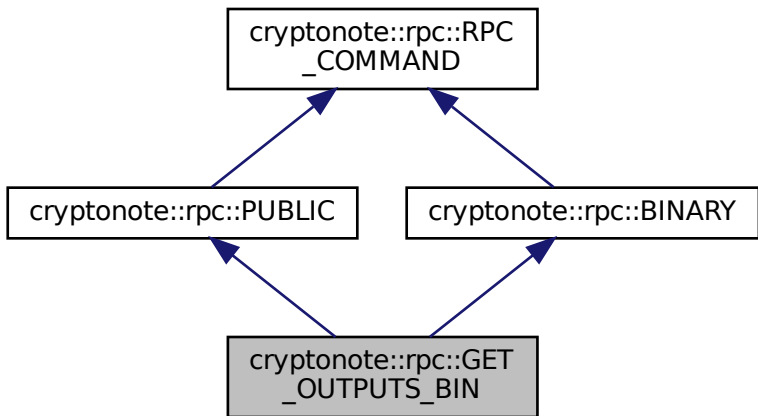 cryptonote::rpc::RPC
_COMMAND
cryptonote::rpc::PUBLIC
cryptonote::rpc::BINARY
cryptonote::rpc::GET
_OUTPUTS_BIN